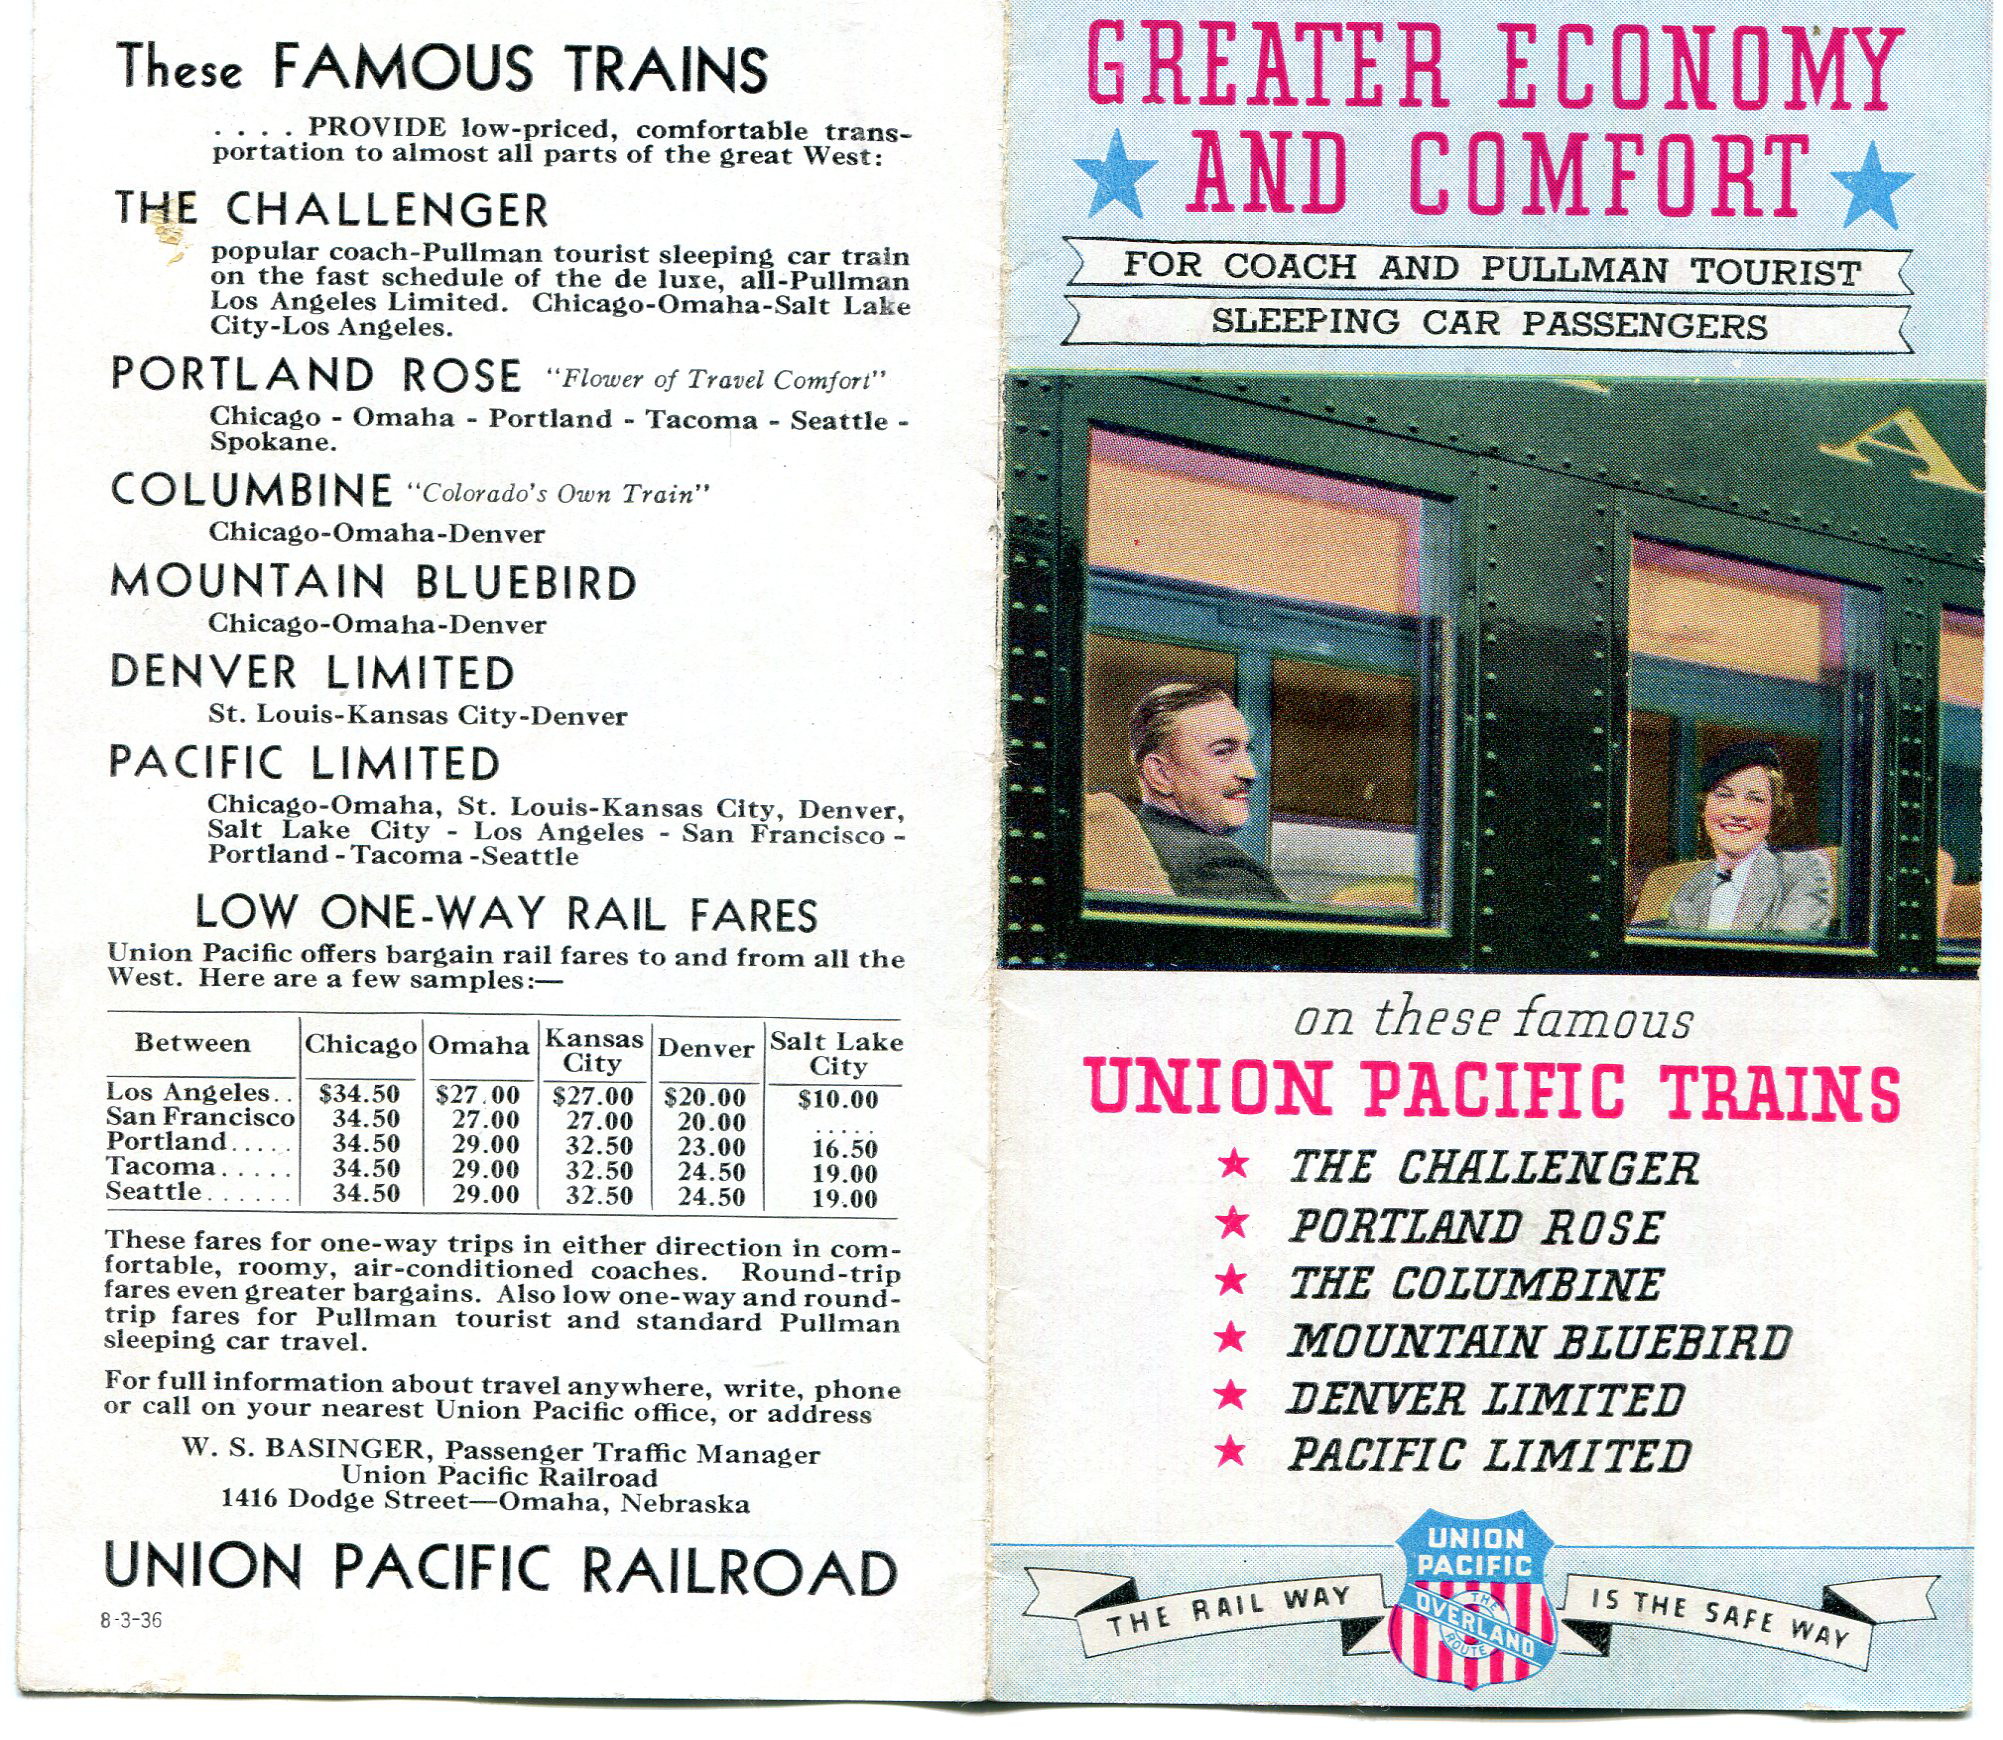 These FAMOUS TRAINS
. . . . PROVIDE low-priced, comfortable trans-
portation to almost all parts of the great West:
THE CHALLENGER
popular coach-Pullman tourist sleeping car train
on the fast schedule of the de luxe, all-Pullman
Los Angeles Limited. Chicago-Omaha-Salt Lake
City-Los Angeles.
PORTLAND ROSE "Flower of Travel Comfort"
Chicago - Omaha - Portland - Tacoma - Seattle -
Spokane.
COLUMBINE "Colorado's Own Train"
Chicago-Omaha-Denver
MOUNTAIN BLUEBIRD
Chicago-Omaha-Denver
DENVER LIMITED
St. Louis-Kansas City-Denver
PACIFIC LIMITED
Chicago-Omaha, St. Louis-Kansas City, Denver,
Salt Lake City - Los Angeles - San Francisco -
Portland - Tacoma - Seattle
LOW ONE-WAY RAIL FARES
Union Pacific offers bargain rail fares to and from all the
West. Here are a few samples:—
Between Chicago Omaha Kansas City Denver Salt Lake City
Los Angeles.. $34.50 $27.00 $27.00 $20.00 $10.00
San Francisco 34.50 27.00 27.00 20.00 .....
Portland..... 34.50 29.00 32.50 23.00 16.50
Tacoma..... 34.50 29.00 32.50 24.50 19.00
Seattle...... 34.50 29.00 32.50 24.50 19.00
These fares for one-way trips in either direction in com-
fortable, roomy, air-conditioned coaches. Round-trip
fares even greater bargains. Also low one-way and round-
trip fares for Pullman tourist and standard Pullman
sleeping car travel.
For full information about travel anywhere, write, phone
or call on your nearest Union Pacific office, or address
W. S. BASINGER, Passenger Traffic Manager
Union Pacific Railroad
1416 Dodge Street—Omaha, Nebraska
UNION PACIFIC RAILROAD
8-3-36
GREATER ECONOMY
AND COMFORT
FOR COACH AND PULLMAN TOURIST
SLEEPING CAR PASSENGERS
A
on these famous
UNION PACIFIC TRAINS
THE CHALLENGER
PORTLAND ROSE
THE COLUMBINE
MOUNTAIN BLUEBIRD
DENVER LIMITED
PACIFIC LIMITED
UNION
PACIFIC
THE
OVERLAND
ROUTE
THE RAIL WAY IS THE SAFE WAY